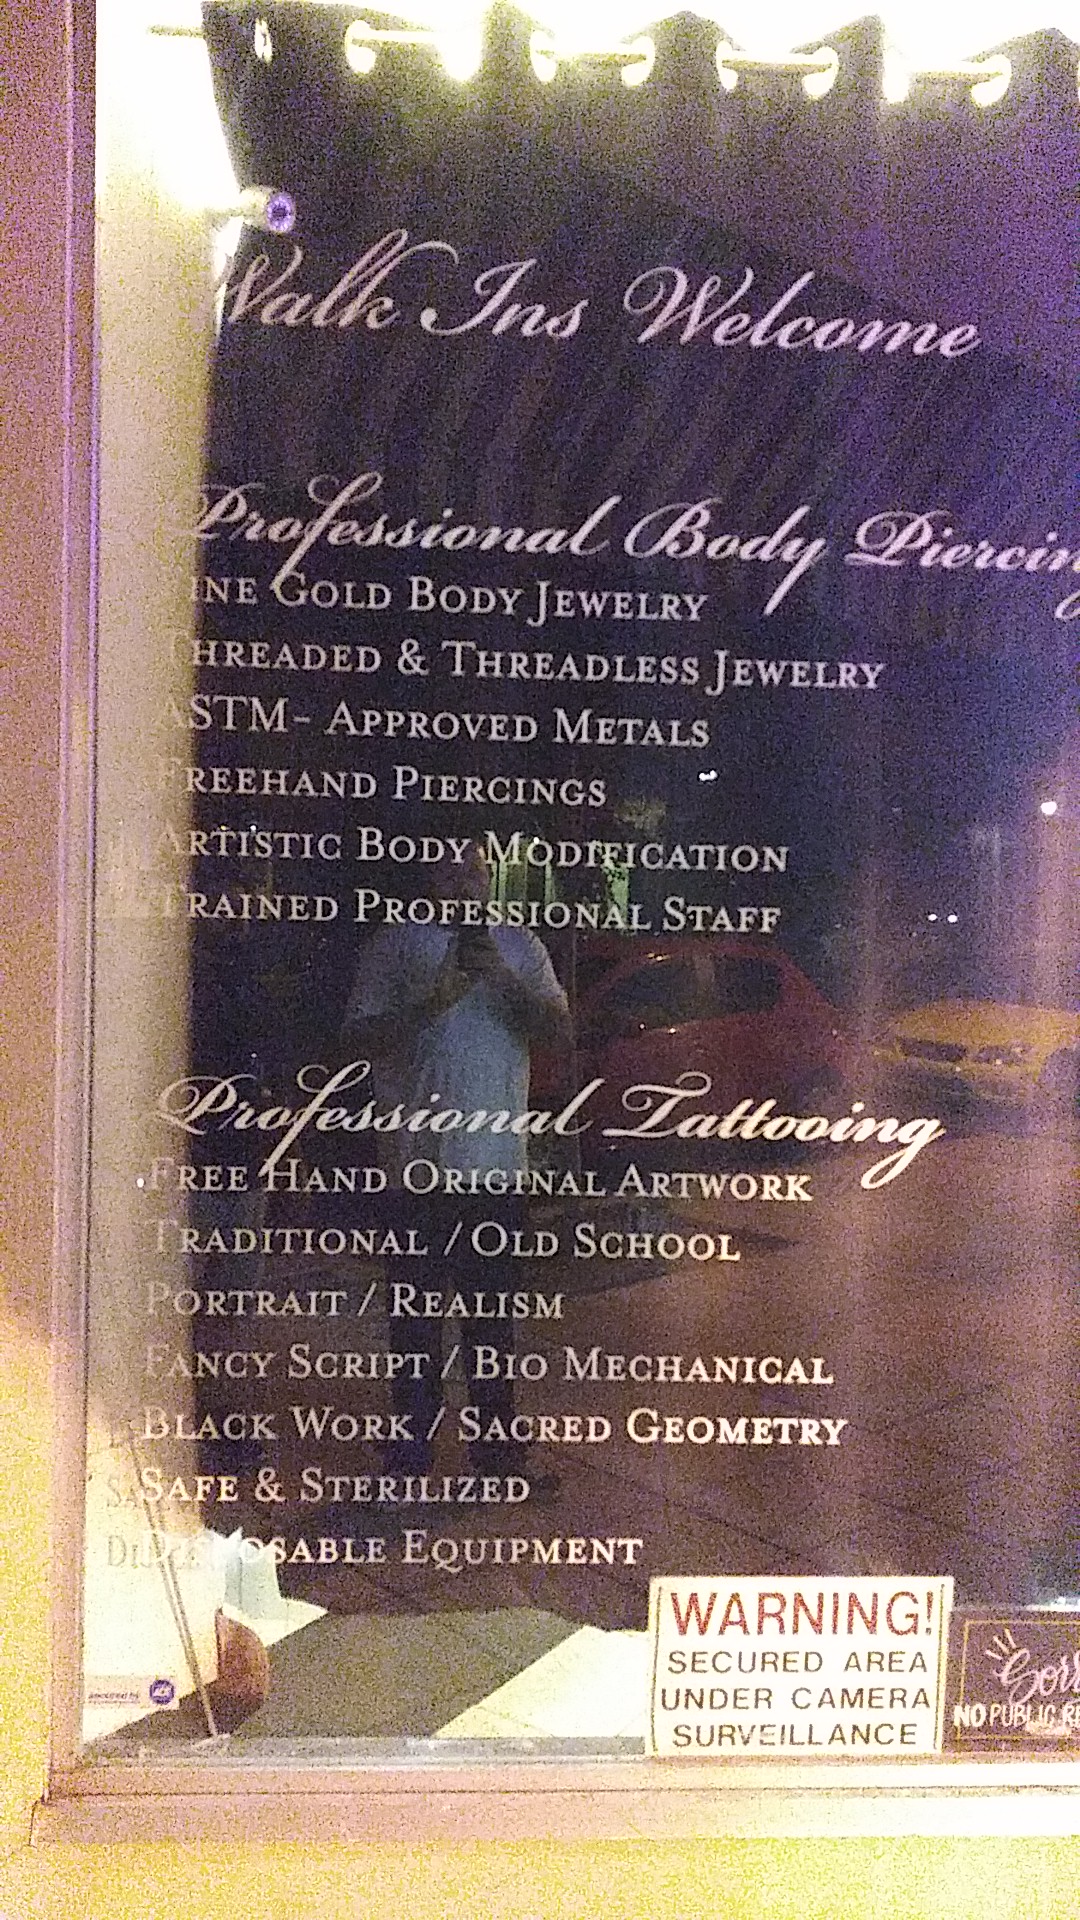 Walk Ins Welcome
Professional Body Piercing
Fine Gold Body Jewelry
Threaded & Threadless Jewelry
ASTM- Approved Metals
Freehand Piercings
Artistic Body Modification
Trained Professional Staff
Professional Tattooing
Free Hand Original Artwork
Traditional / Old School
Portrait / Realism
Fancy Script / Bio Mechanical
Black Work / Sacred Geometry
Safe & Sterilized
Disposable Equipment
WARNING!
SECURED AREA
UNDER CAMERA
SURVEILLANCE
NO PUBLIC